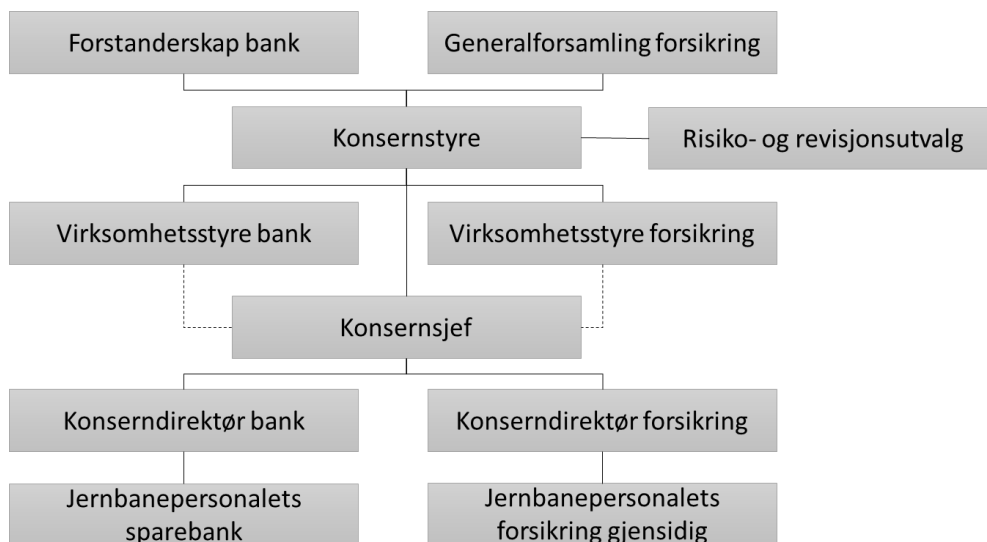 Forstanderskap bank
Generalforsamling forsikring
Konsernstyre
Risiko- og revisjonsutvalg
Virksomhetsstyre bank
Virksomhetsstyre forsikring
Konsernsjef
Konserndirektør bank
Konserndirektør forsikring
Jernbanepersonalets
sparebank
Jernbanepersonalets
forsikring gjensidig